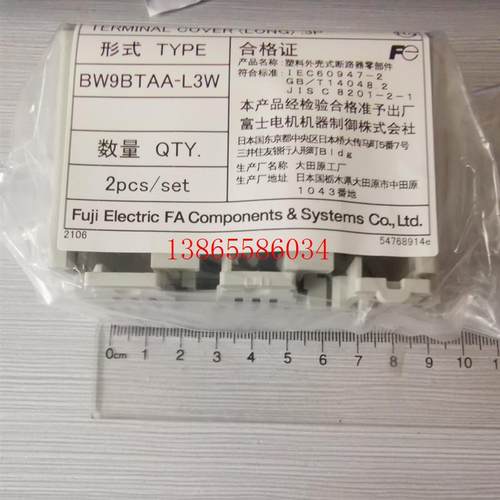 TERMINAL COVER (LONG) 3P
形式 TYPE
BW9BTAA-L3W
数量 QTY.
2pcs/set
合格证
产品名称: 塑料外壳式断路器零部件
符合标准: IEC60947-2
GB/T14048.2
JIS C 8201-2-1
本产品经检验合格准予出厂
富士电机机器制御株式会社
日本国东京都中央区日本桥大传马町5番7号
三井住友银行人形町Bldg
生产厂名称: 大田原工厂
生产厂地址: 日本国栃木県大田原市中田原
1043番地
Fuji Electric FA Components & Systems Co., Ltd.
2106
54768914e
13865586034
0cm 1 2 3 4 5 6 7 8 9 10